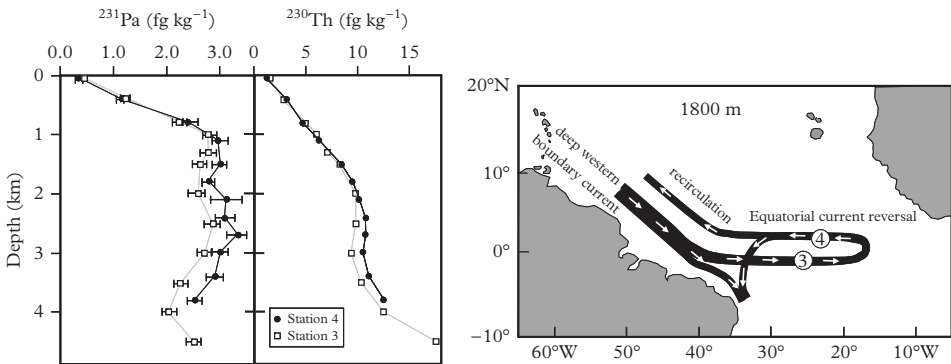 ²³¹Pa (fg kg⁻¹)
²³⁰Th (fg kg⁻¹)
0.0 1.0 2.0 3.0 0 5 10 15
0
1
2
3
4
Depth (km)
Station 4
Station 3
20°N
10°
0°
−10°
60°W 50° 40° 30° 20° 10°W
1800 m
deep western
boundary current
recirculation
Equatorial current reversal
4
3